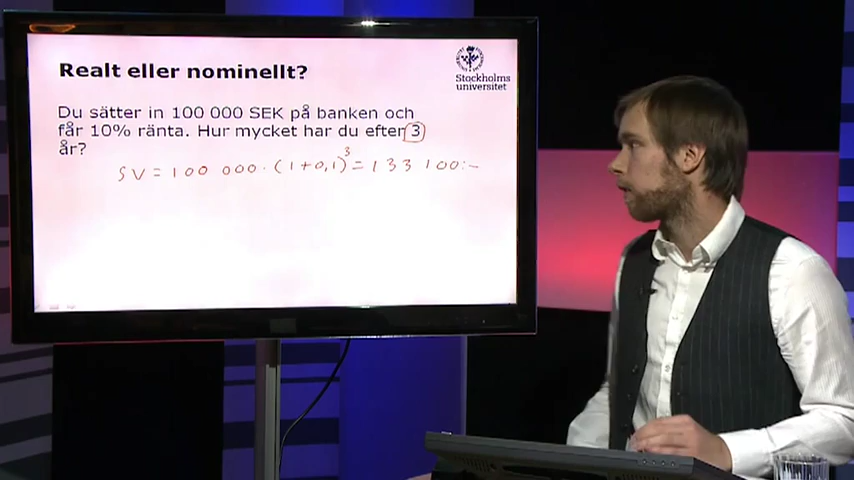 Realt eller nominellt?
Stockholms
universitet
Du sätter in 100 000 SEK på banken och
får 10% ränta. Hur mycket har du efter 3
år?
SV = 100 000 · (1+0,1)³ = 133 100:-